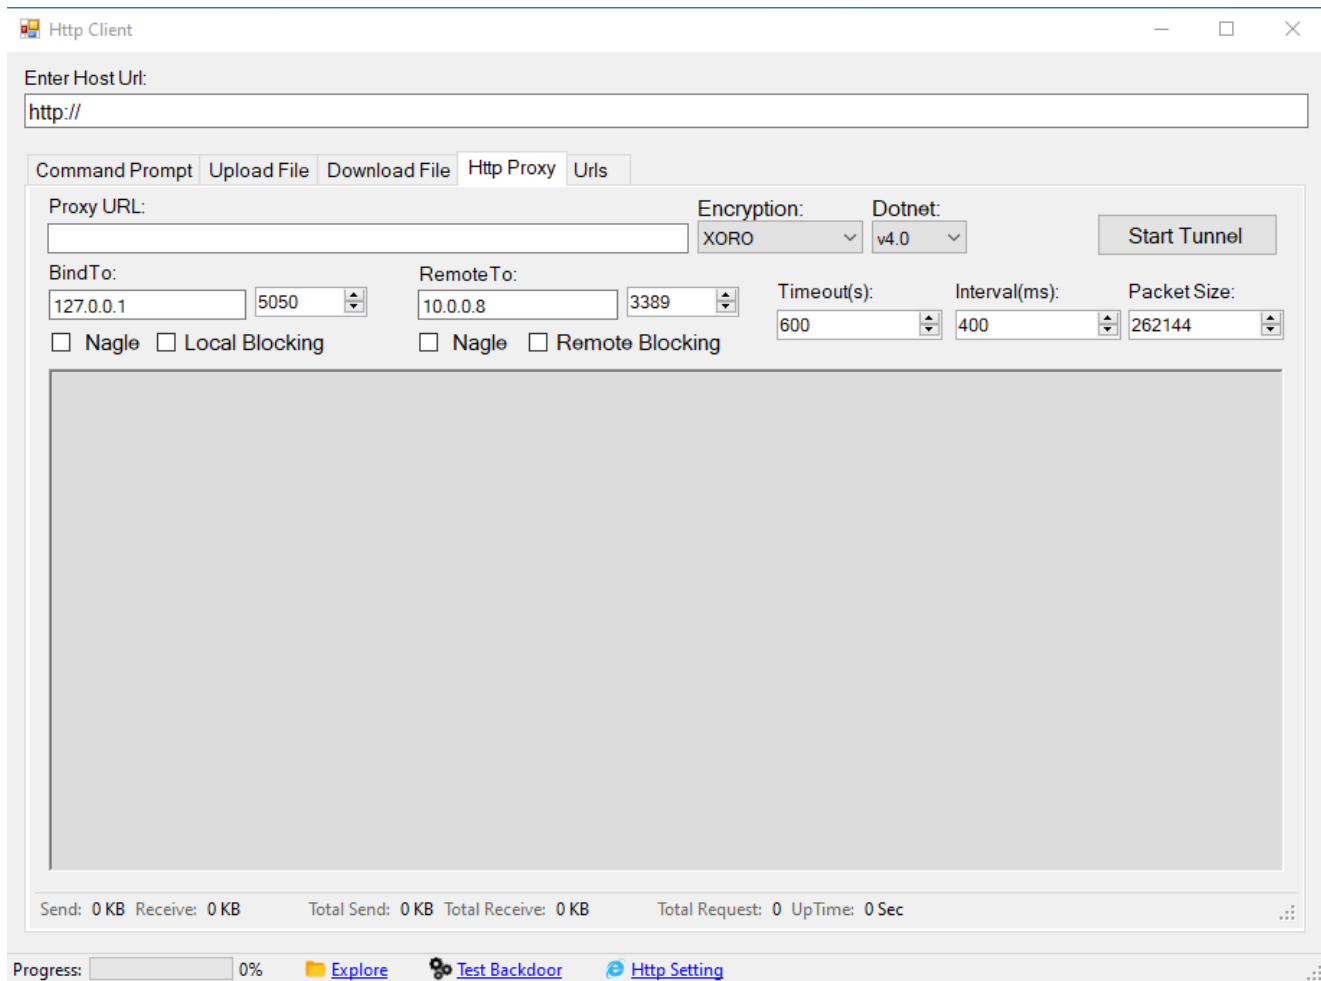 Http Client
Enter Host Url:
http://
Command Prompt Upload File Download File Http Proxy Urls
Proxy URL: Encryption: Dotnet:
XORO v4.0 Start Tunnel
BindTo: RemoteTo: Timeout(s): Interval(ms): Packet Size:
127.0.0.1 5050 10.0.0.8 3389 600 400 262144
Nagle Local Blocking Nagle Remote Blocking
Send: 0 KB Receive: 0 KB Total Send: 0 KB Total Receive: 0 KB Total Request: 0 UpTime: 0 Sec
Progress: 0% Explore Test Backdoor Http Setting